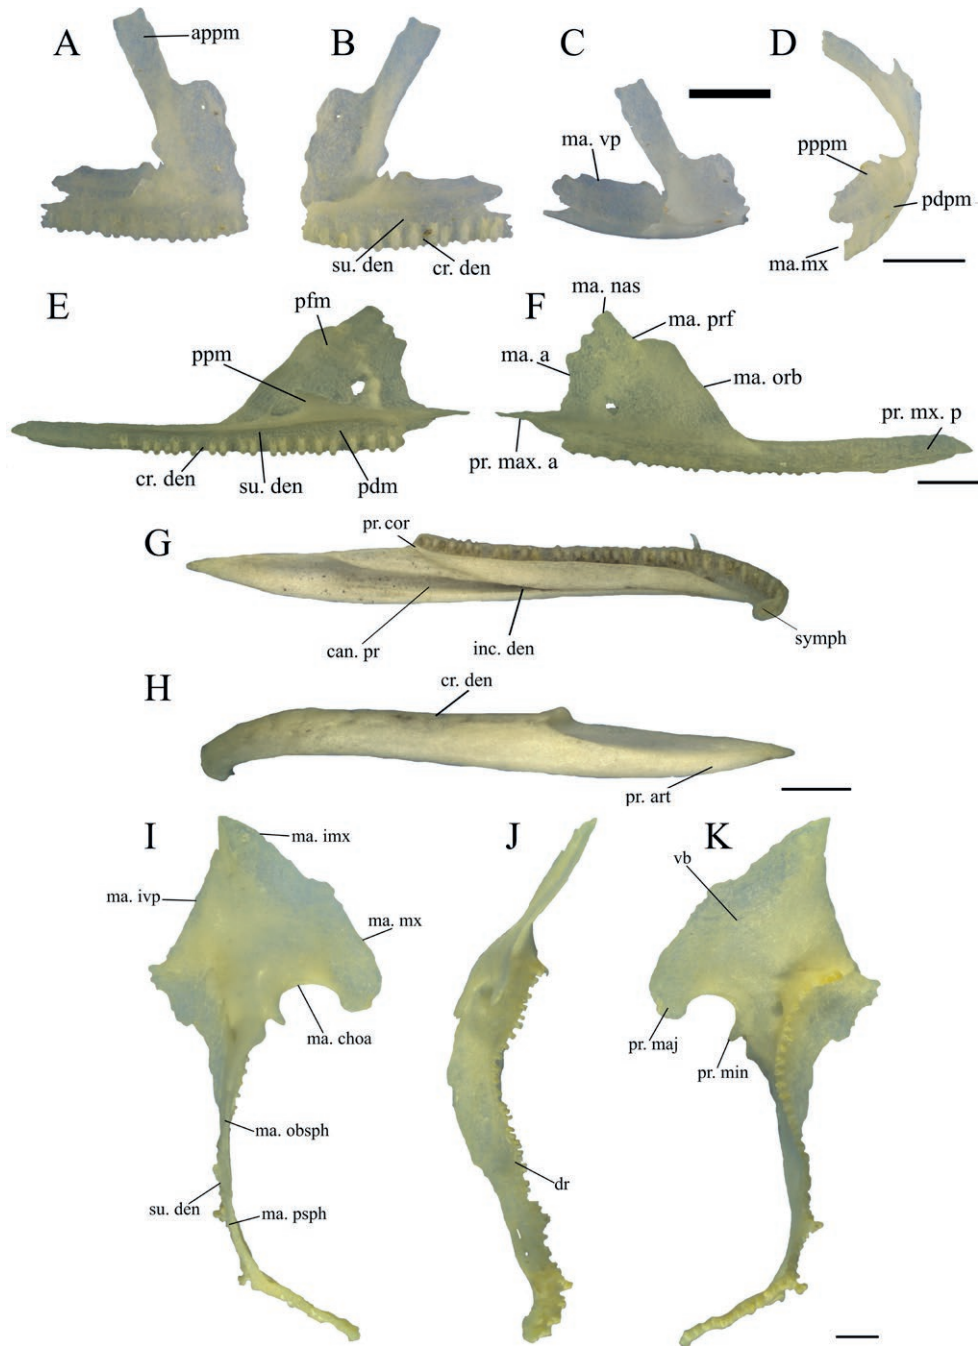 A
appm
B
C
D
ma. vp
pppm
pdpm
su. den
cr. den
ma.mx
E
pfm
ppm
cr. den
su. den
pdm
F
ma. nas
ma. prf
ma. a
ma. orb
pr. mx. p
pr. max. a
G
pr. cor
can. pr
inc. den
symph
H
cr. den
pr. art
I
ma. imx
ma. ivp
ma. mx
ma. choa
ma. obsph
su. den
ma. psph
J
dr
K
vb
pr. maj
pr. min